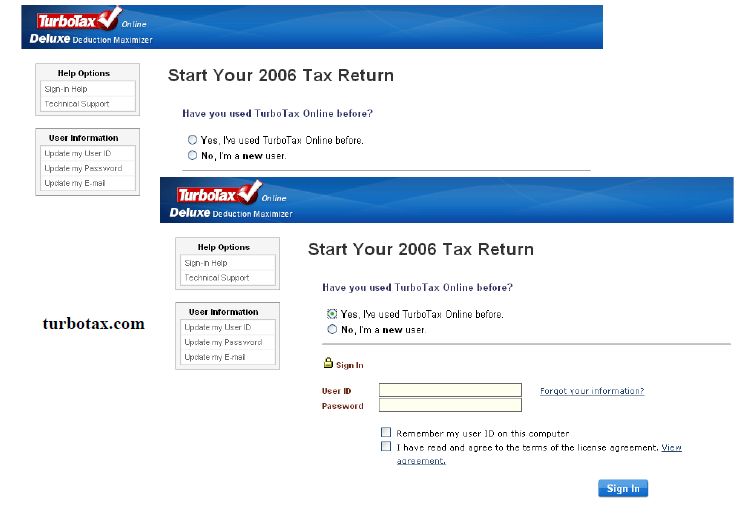 TurboTax Online
Deluxe Deduction Maximizer
Help Options
Sign-in Help
Technical Support
User Information
Update my User ID
Update my Password
Update my E-mail
Start Your 2006 Tax Return
Have you used TurboTax Online before?
Yes, I've used TurboTax Online before.
No, I'm a new user.
TurboTax Online
Deluxe Deduction Maximizer
Help Options
Sign-in Help
Technical Support
User Information
Update my User ID
Update my Password
Update my E-mail
Start Your 2006 Tax Return
Have you used TurboTax Online before?
Yes, I've used TurboTax Online before.
No, I'm a new user.
Sign In
User ID
Forgot your information?
Password
Remember my user ID on this computer
I have read and agree to the terms of the license agreement. View
agreement.
Sign In
turbotax.com